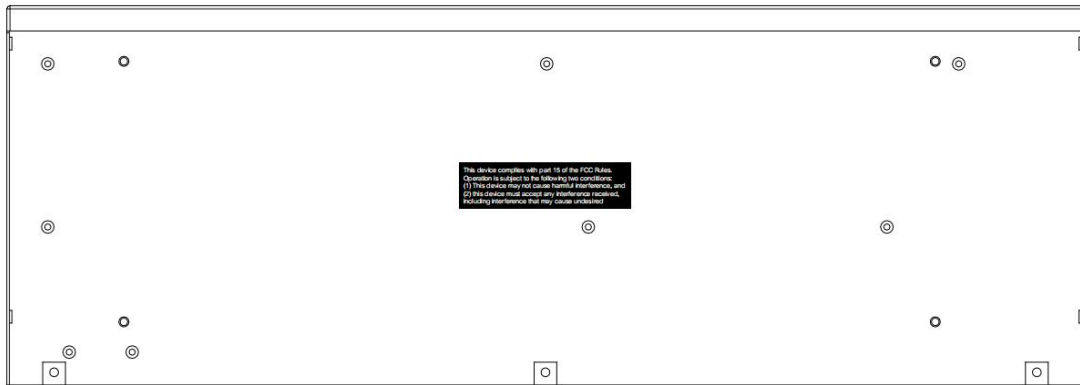 This device complies with part 15 of the FCC Rules.
Operation is subject to the following two conditions:
(1) This device may not cause harmful interference, and
(2) this device must accept any interference received,
including interference that may cause undesired